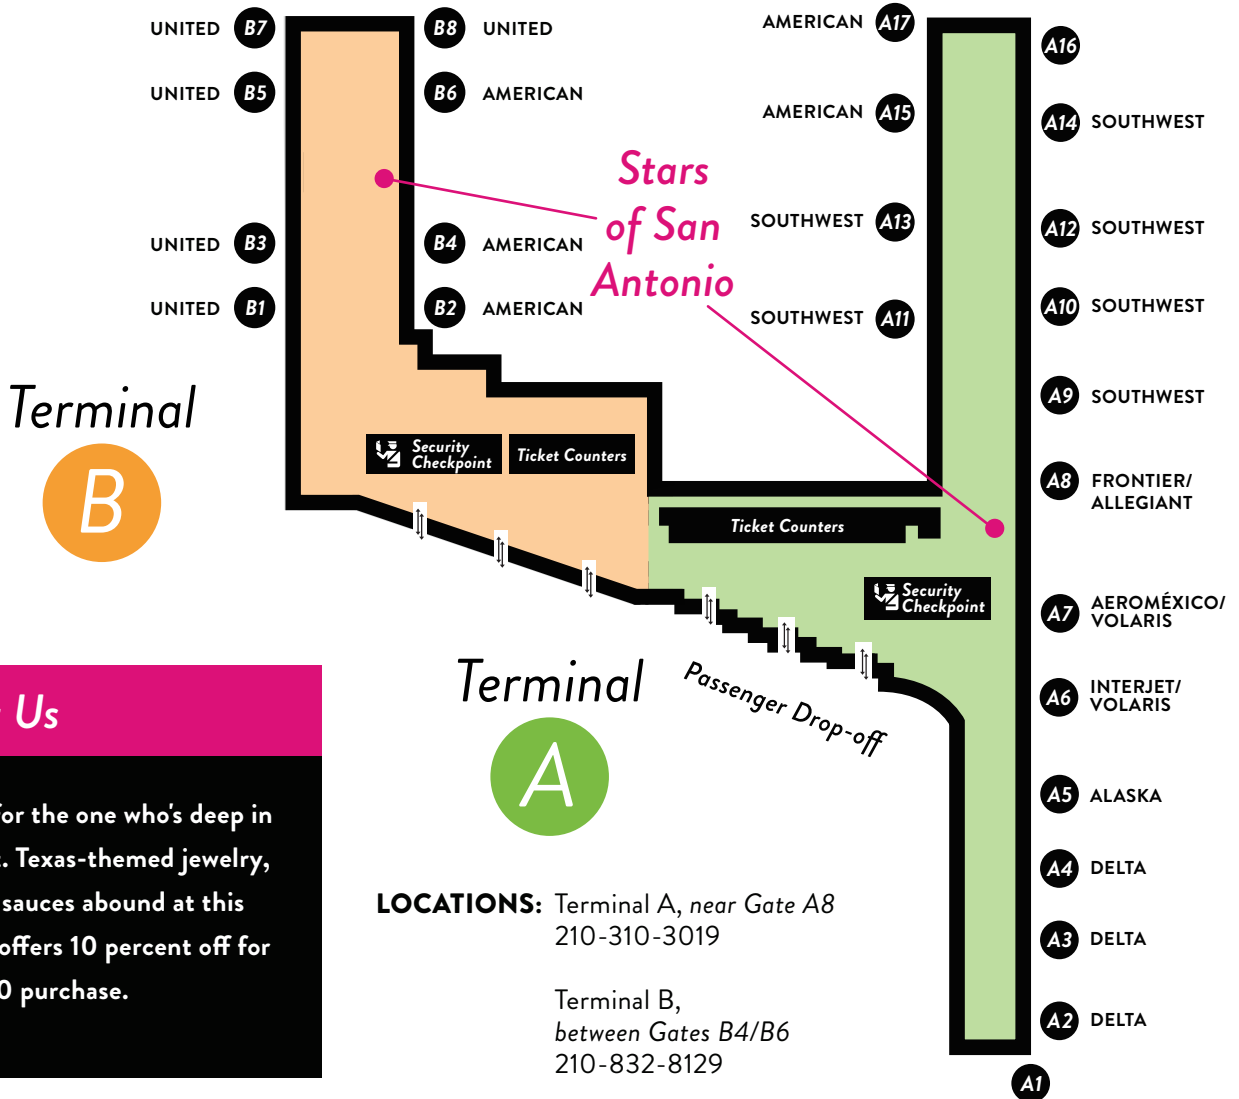 UNITED B7
B8 UNITED
AMERICAN A17
A16
UNITED B5
B6 AMERICAN
AMERICAN A15
A14 SOUTHWEST
Stars
of San
Antonio
UNITED B3
B4 AMERICAN
SOUTHWEST A13
A12 SOUTHWEST
UNITED B1
B2 AMERICAN
SOUTHWEST A11
A10 SOUTHWEST
Terminal
B
A9 SOUTHWEST
Security
Checkpoint
Ticket Counters
A8 FRONTIER/
ALLEGIANT
Ticket Counters
Security
Checkpoint
A7 AEROMÉXICO/
VOLARIS
Terminal
A
Passenger Drop-off
A6 INTERJET/
VOLARIS
A5 ALASKA
A4 DELTA
A3 DELTA
A2 DELTA
A1
Us
for the one who's deep in
. Texas-themed jewelry,
sauces abound at this
offers 10 percent off for
0 purchase.
LOCATIONS: Terminal A, near Gate A8
210-310-3019
Terminal B,
between Gates B4/B6
210-832-8129